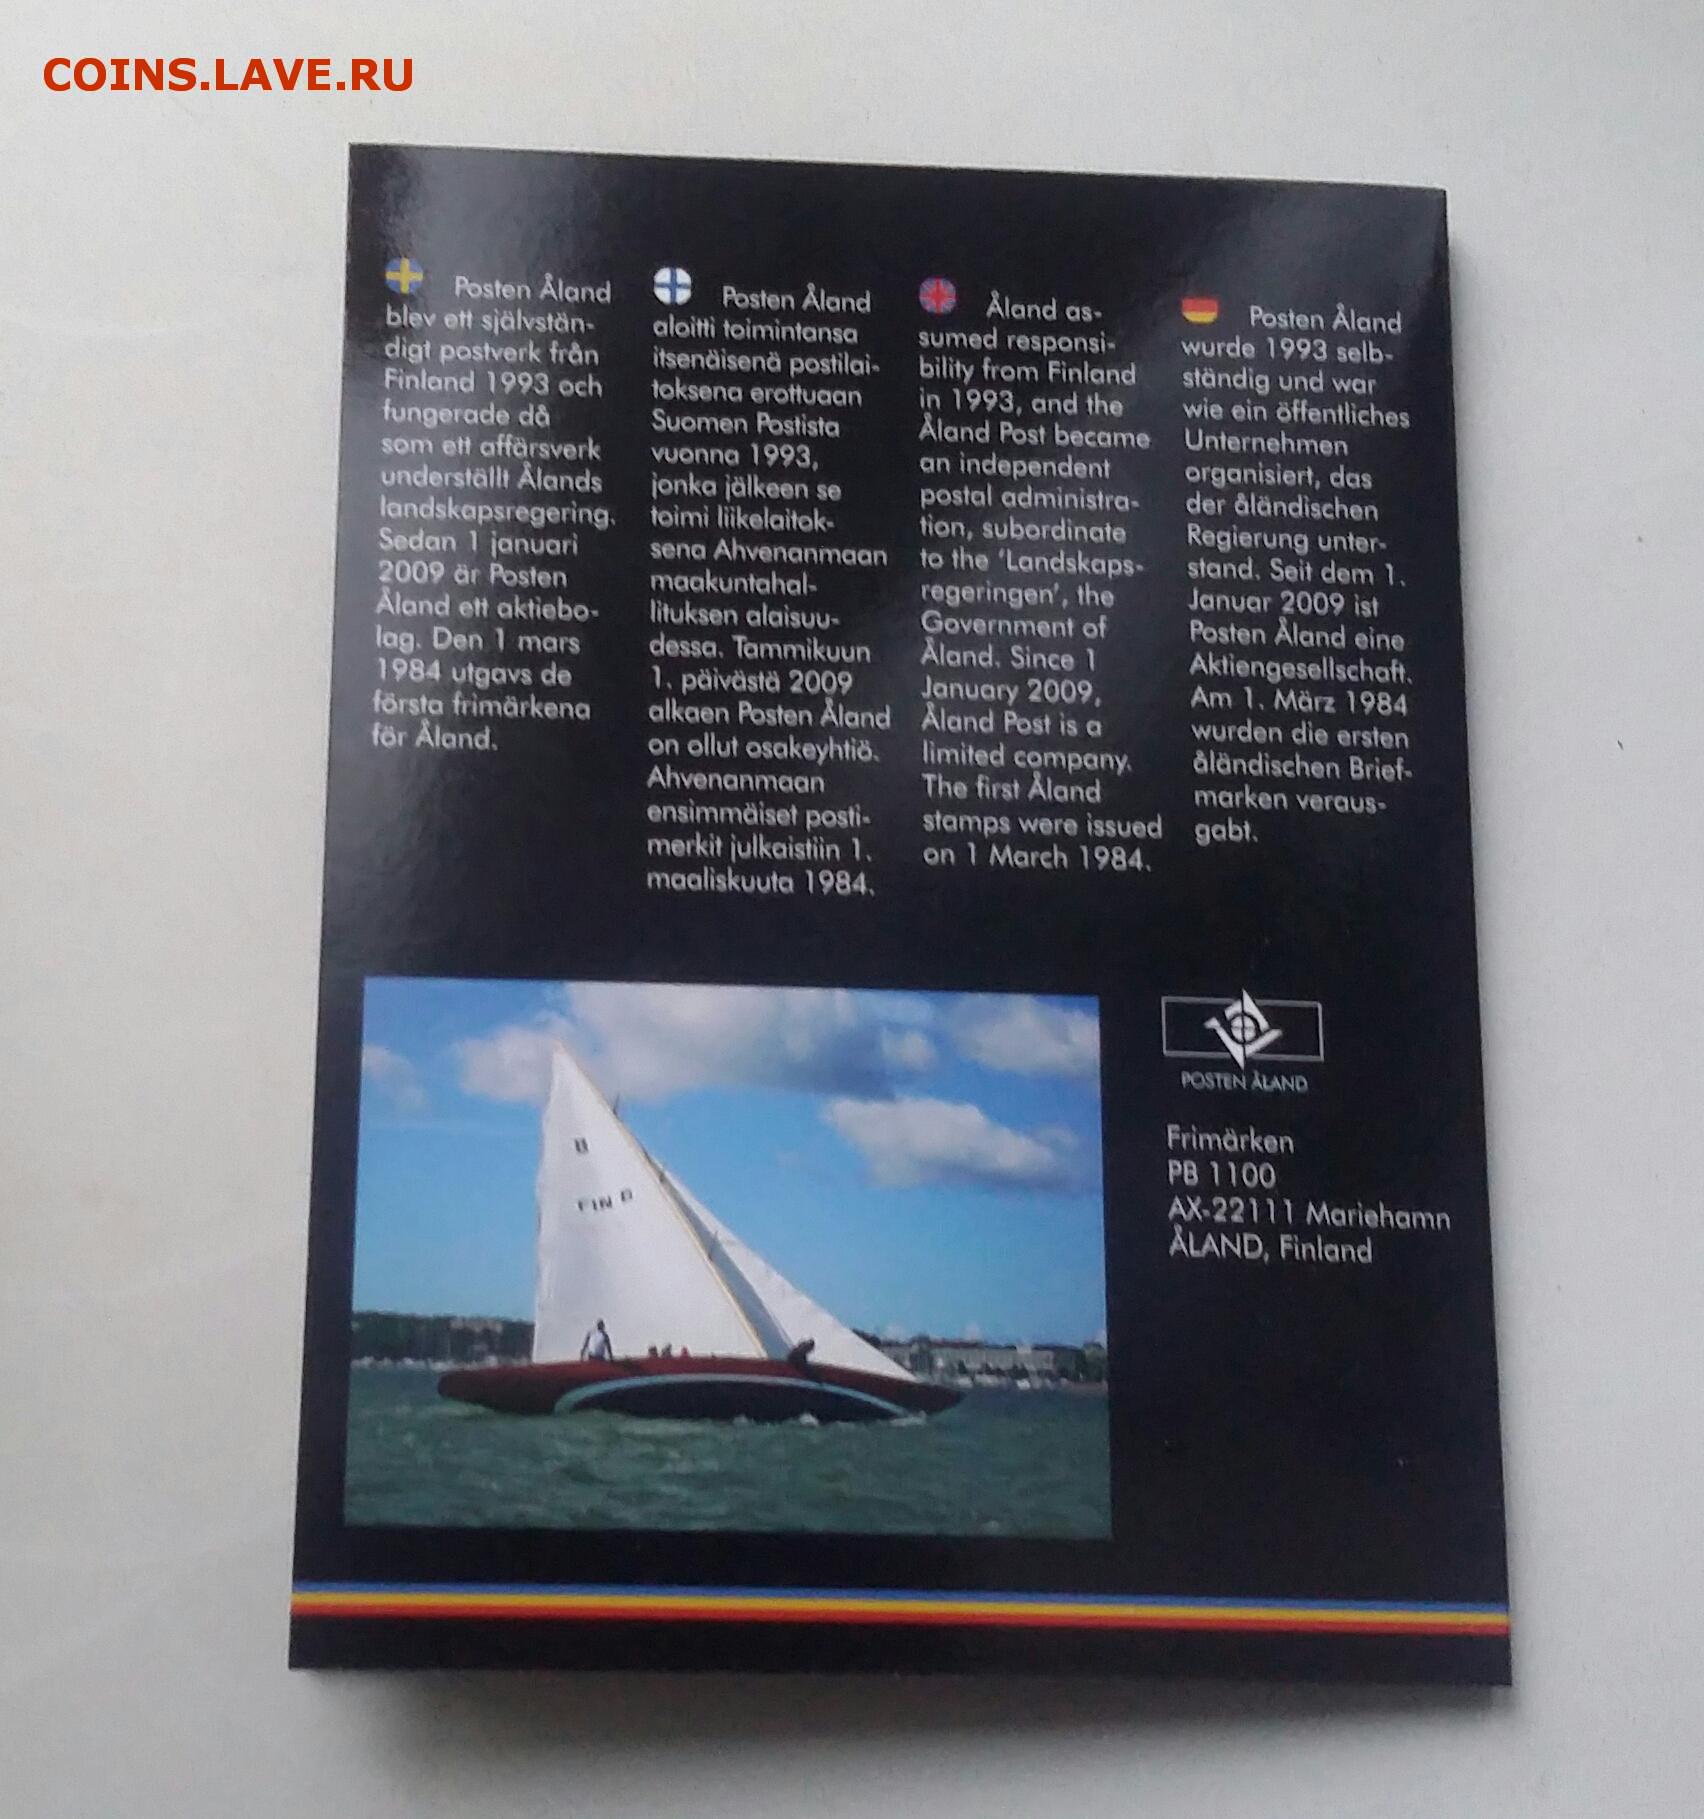 COINS.LAVE.RU
Posten Åland
blev ett självstän-
digt postverk från
Finland 1993 och
fungerade då
som ett affärsverk
underställt Ålands
landskapsregering.
Sedan 1 januari
2009 är Posten
Åland ett aktiebo-
lag. Den 1 mars
1984 utgavs de
första frimärkena
för Åland.
Posten Åland
aloitti toimintansa
itsenäisenä postilai-
toksena erottuaan
Suomen Postista
vuonna 1993,
jonka jälkeen se
toimi liikelaitok-
sena Ahvenanmaan
maakuntahal-
lituksen alaisuu-
dessa. Tammikuun
1. päivästä 2009
alkaen Posten Åland
on ollut osakeyhtiö.
Ahvenanmaan
ensimmäiset posti-
merkit julkaistiin 1.
maaliskuuta 1984.
Åland as-
sumed responsi-
bility from Finland
in 1993, and the
Åland Post became
an independent
postal administra-
tion, subordinate
to the ‘Landskaps-
regeringen’, the
Government of
Åland. Since 1
January 2009,
Åland Post is a
limited company.
The first Åland
stamps were issued
on 1 March 1984.
Posten Åland
wurde 1993 selb-
ständig und war
wie ein öffentliches
Unternehmen
organisiert, das
der åländischen
Regierung unter-
stand. Seit dem 1.
Januar 2009 ist
Posten Åland eine
Aktiengesellschaft.
Am 1. März 1984
wurden die ersten
åländischen Brief-
marken veraus-
gabt.
FIN
POSTEN ÅLAND
Frimärken
PB 1100
AX-22111 Mariehamn
ÅLAND, Finland